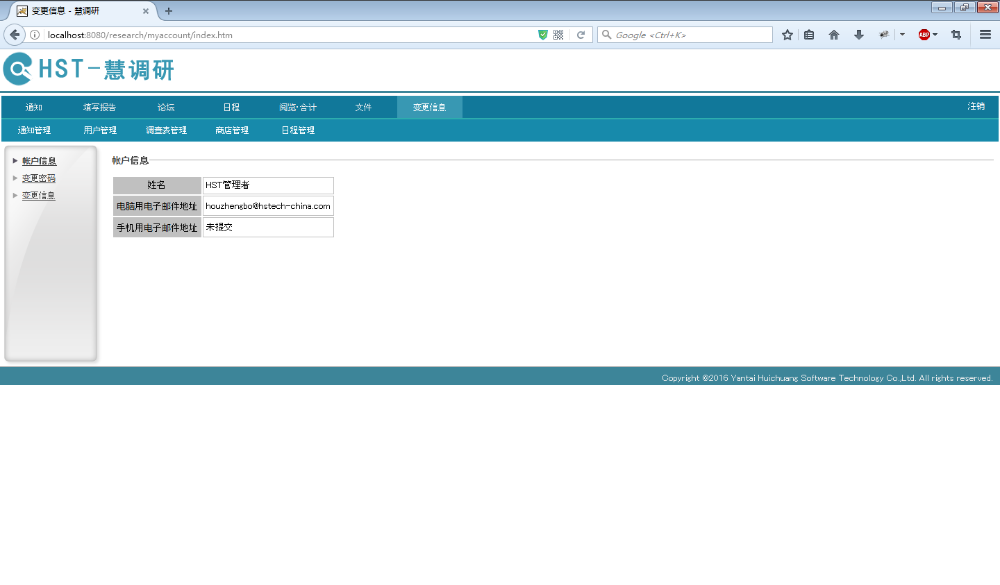 变更信息 - 慧调研
localhost:8080/research/myaccount/index.htm
Google <Ctrl+K>
ABP
HST-慧调研
通知 填写报告 论坛 日程 阅览·合计 文件 变更信息 注销
通知管理 用户管理 调查表管理 商店管理 日程管理
帐户信息
变更密码
变更信息
帐户信息
姓名 HST管理者
电脑用电子邮件地址 houzhengbo@hstech-china.com
手机用电子邮件地址 未提交
Copyright ©2016 Yantai Huichuang Software Technology Co.,Ltd. All rights reserved.